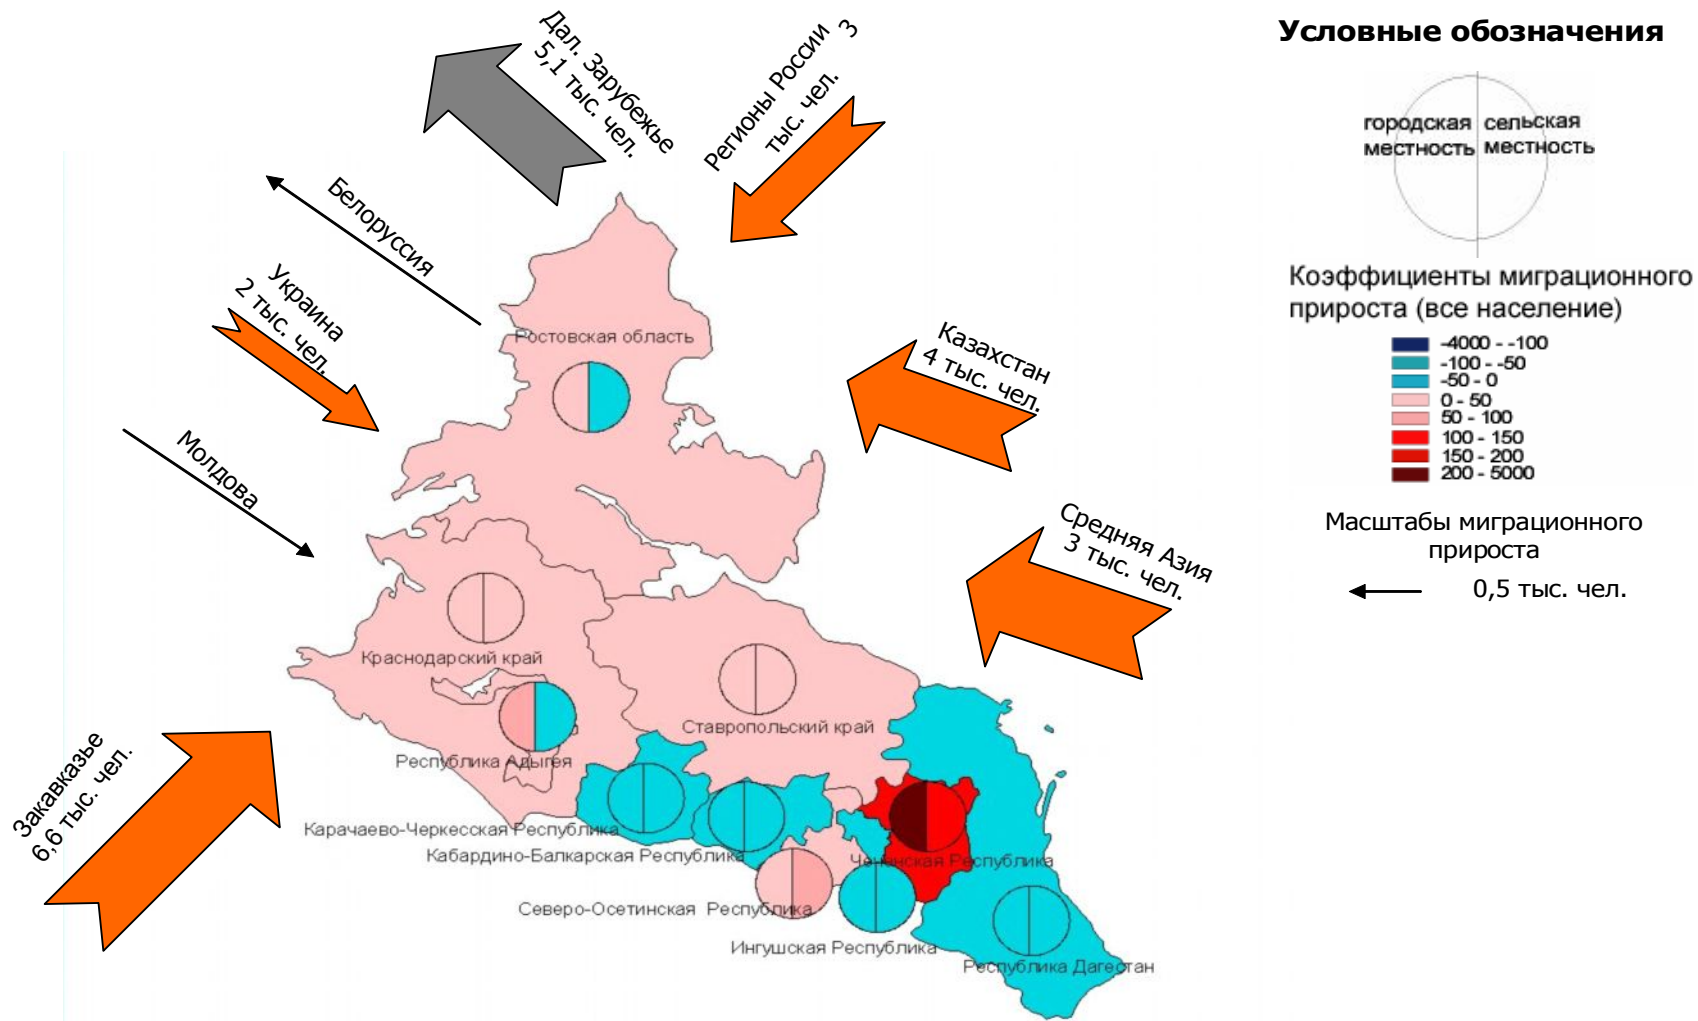 Дал. Зарубежье
5,1 тыс. чел.
Регионы России 3
тыс. чел.
Белоруссия
Украина
2 тыс. чел.
Молдова
Казахстан
4 тыс. чел.
Средняя Азия
3 тыс. чел.
Закавказье
6,6 тыс. чел.
Ростовская область
Краснодарский край
Ставропольский край
Республика Адыгея
Карачаево-Черкесская Республика
Кабардино-Балкарская Республика
Чеченская Республика
Северо-Осетинская Республика
Ингушская Республика
Республика Дагестан
Условные обозначения
городская сельская
местность местность
Коэффициенты миграционного
прироста (все население)
-4000 - -100
-100 - -50
-50 - 0
0 - 50
50 - 100
100 - 150
150 - 200
200 - 5000
Масштабы миграционного
прироста
0,5 тыс. чел.